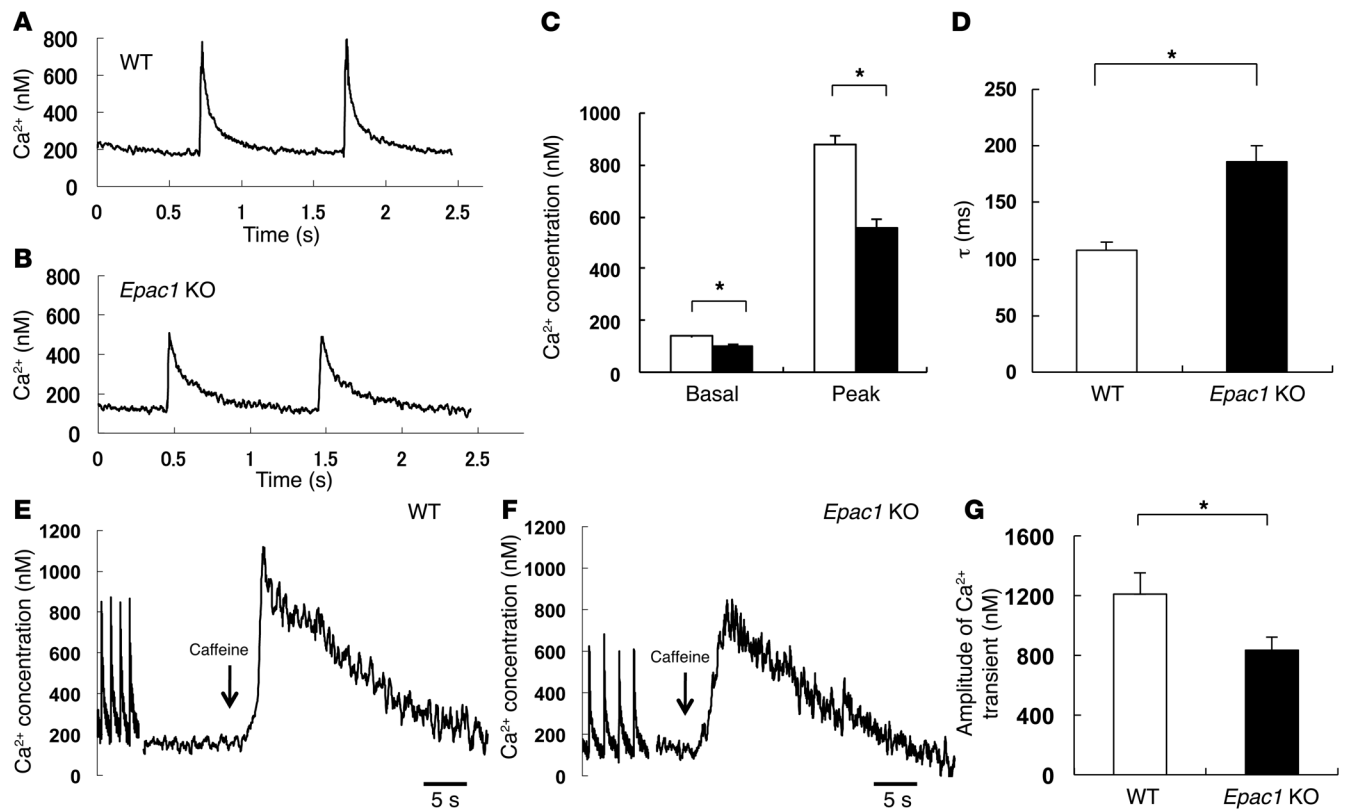 A
WT
Ca²⁺ (nM)
800
600
400
200
0
0 0.5 1 1.5 2 2.5
Time (s)
B
Epac1 KO
Ca²⁺ (nM)
800
600
400
200
0
0 0.5 1 1.5 2 2.5
Time (s)
C
Ca²⁺ concentration (nM)
1000
800
600
400
200
0
*
*
Basal Peak
D
τ (ms)
250
200
150
100
50
0
*
WT Epac1 KO
E
WT
Ca²⁺ concentration (nM)
1200
1000
800
600
400
200
0
Caffeine
5 s
F
Epac1 KO
Ca²⁺ concentration (nM)
1200
1000
800
600
400
200
0
Caffeine
5 s
G
Amplitude of Ca²⁺
transient (nM)
1600
1200
800
400
0
*
WT Epac1 KO